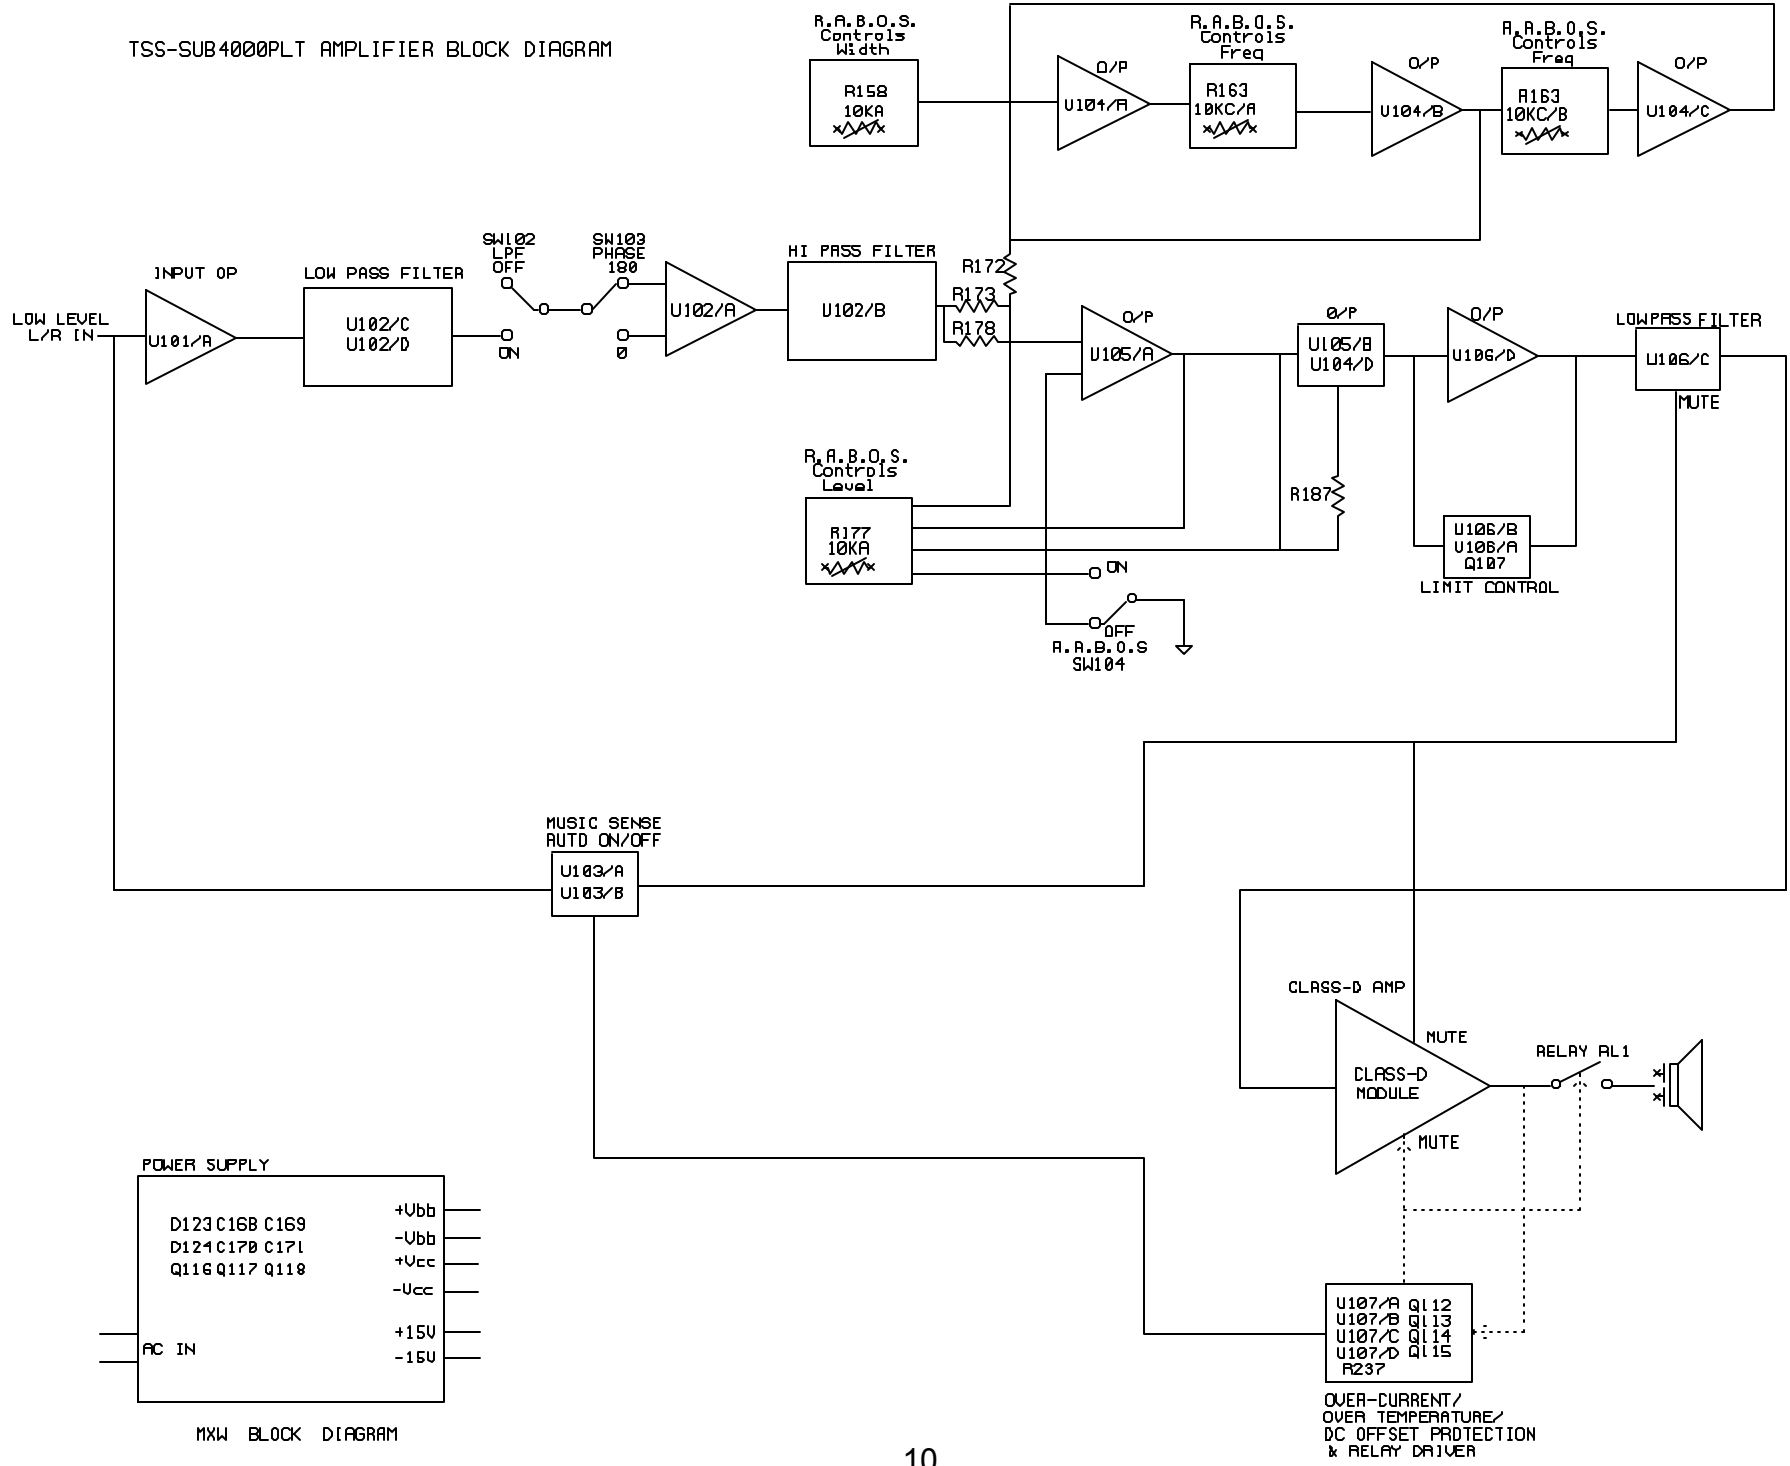 TSS-SUB4000PLT AMPLIFIER BLOCK DIAGRAM
R.A.B.O.S.
Controls
Width
R158
10KA
O/P
U104/A
R.A.B.O.S.
Controls
Freq
R163
10KC/A
O/P
U104/B
R.A.B.O.S.
Controls
Freq
R163
10KC/B
O/P
U104/C
LOW LEVEL
L/R IN
INPUT OP
U101/A
LOW PASS FILTER
U102/C
U102/D
SW102
LPF
OFF
ON
SW103
PHASE
180
0
U102/A
HI PASS FILTER
U102/B
R172
R173
R178
O/P
U105/A
O/P
U105/B
U104/D
O/P
U106/D
LOWPASS FILTER
U106/C
MUTE
R.A.B.O.S.
Controls
Level
R177
10KA
ON
OFF
R.A.B.O.S
SW104
R187
U106/B
U106/A
Q107
LIMIT CONTROL
MUSIC SENSE
AUTO ON/OFF
U103/A
U103/B
CLASS-D AMP
MUTE
CLASS-D
MODULE
MUTE
RELAY RL1
POWER SUPPLY
D123 C168 C169
D124 C170 C171
Q116 Q117 Q118
+Vbb
-Vbb
+Vcc
-Vcc
+15V
-15V
AC IN
MXW BLOCK DIAGRAM
U107/A Q112
U107/B Q113
U107/C Q114
U107/D Q115
R237
OVER-CURRENT/
OVER TEMPERATURE/
DC OFFSET PROTECTION
& RELAY DRIVER
10